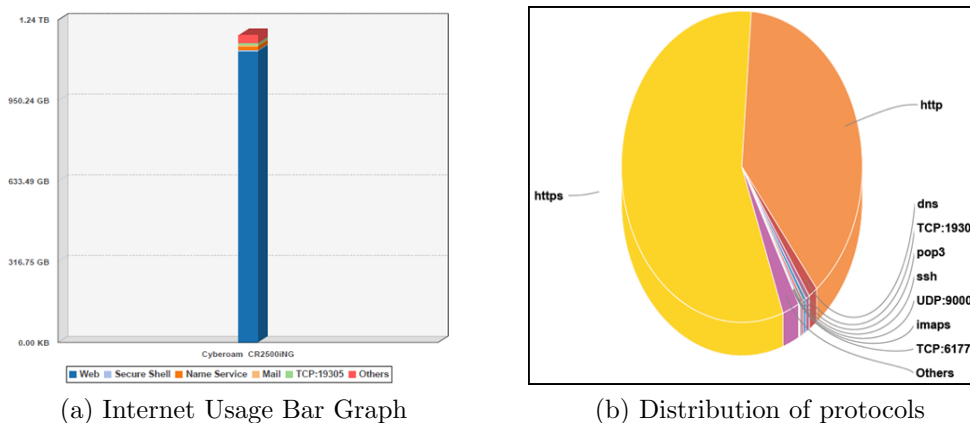 1.24 TB
950.24 GB
633.49 GB
316.75 GB
0.00 KB
Cyberoam CR2500iNG
Web Secure Shell Name Service Mail TCP:19305 Others
(a) Internet Usage Bar Graph
http
https
dns
TCP:1930
pop3
ssh
UDP:9000
imaps
TCP:6177
Others
(b) Distribution of protocols